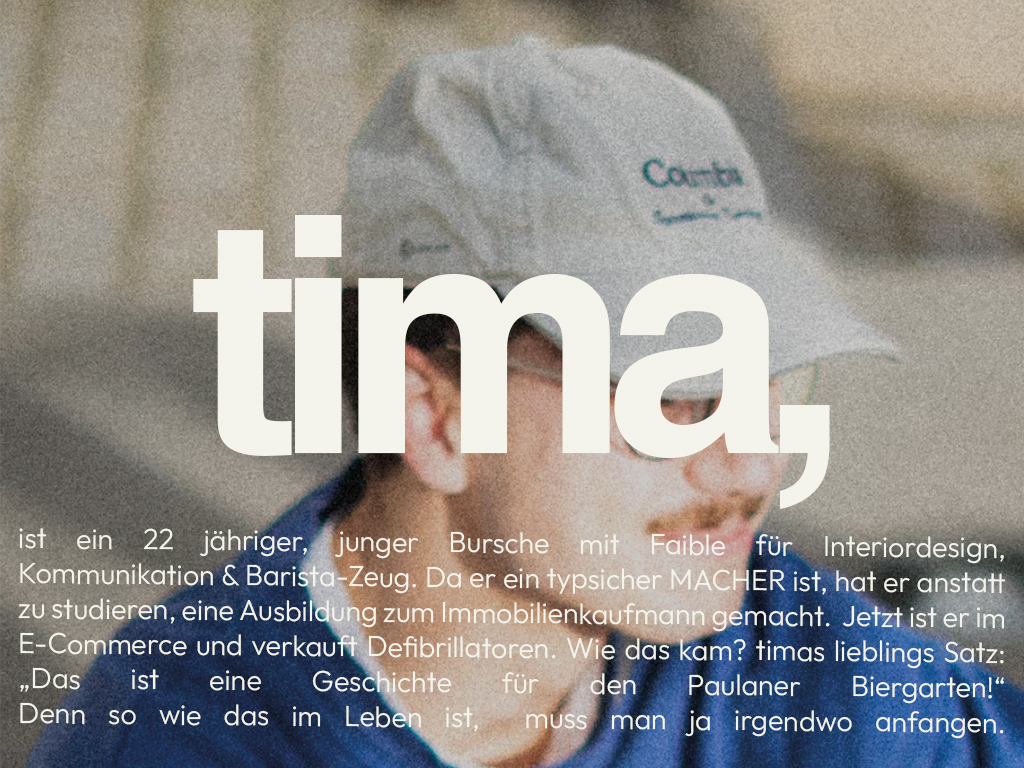 tima,
ist ein 22 jähriger, junger Bursche mit Faible für Interiordesign,
Kommunikation & Barista-Zeug. Da er ein typsicher MACHER ist, hat er anstatt
zu studieren, eine Ausbildung zum Immobilienkaufmann gemacht. Jetzt ist er im
E-Commerce und verkauft Defibrillatoren. Wie das kam? timas lieblings Satz:
„Das ist eine Geschichte für den Paulaner Biergarten!“
Denn so wie das im Leben ist, muss man ja irgendwo anfangen.